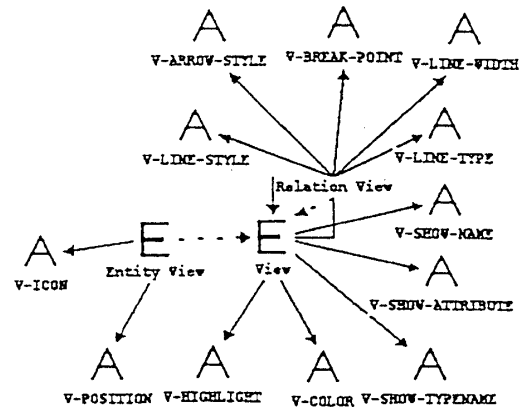 A A A
V-ARROW-STYLE V-BREAK-POINT V-LINE-WIDTH
A A
V-LINE-STYLE V-LINE-TYPE
Relation View
A
V-SHOW-NAME
A E E
V-ICON Entity View View
A
V-SHOW-ATTRIBUTE
A A A A
V-POSITION V-HIGHLIGHT V-COLOR V-SHOW-TYPENAME